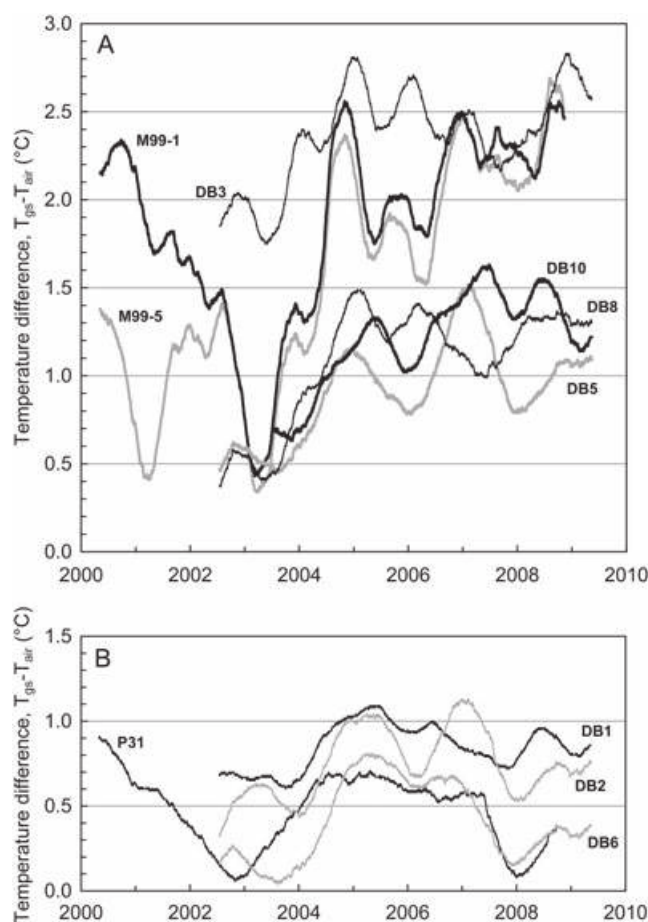 A
Temperature difference, Tgs-Tair (°C)
3.0
2.5
2.0
1.5
1.0
0.5
0.0
M99-1
DB3
M99-5
DB10
DB8
DB5
2000 2002 2004 2006 2008 2010
B
Temperature difference, Tgs-Tair (°C)
1.5
1.0
0.5
0.0
P31
DB1
DB2
DB6
2000 2002 2004 2006 2008 2010